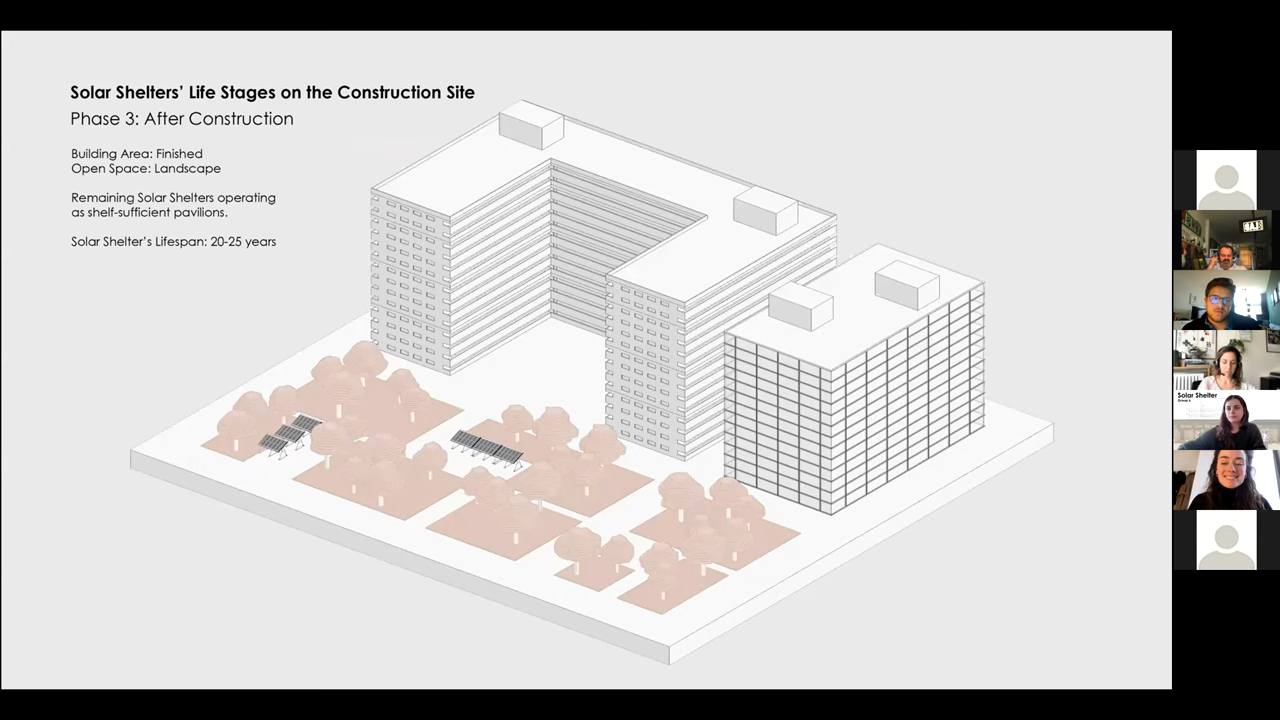 Solar Shelters' Life Stages on the Construction Site
Phase 3: After Construction
Building Area: Finished
Open Space: Landscape
Remaining Solar Shelters operating
as shelf-sufficient pavilions.
Solar Shelter's Lifespan: 20-25 years
Solar Shelter